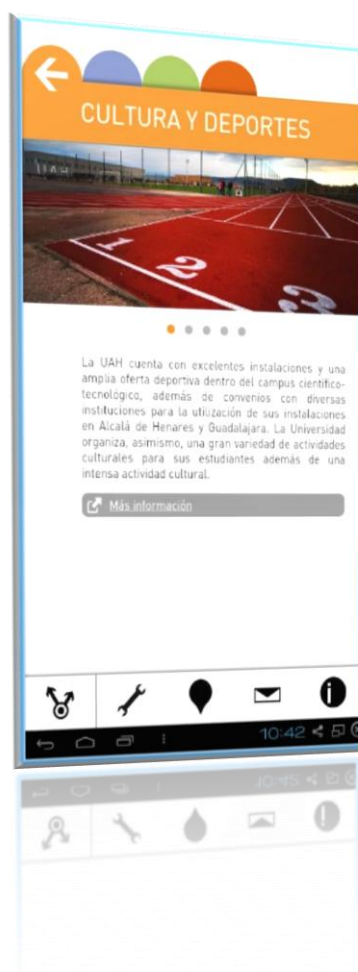 CULTURA Y DEPORTES
UAH
1 2 3
La UAH cuenta con excelentes instalaciones y una
amplia oferta deportiva dentro del campus científico-
tecnológico, además de convenios con diversas
instituciones para la utilización de sus instalaciones
en Alcalá de Henares y Guadalajara. La Universidad
organiza, asimismo, una gran variedad de actividades
culturales para sus estudiantes además de una
intensa actividad cultural.
Más información
10:42